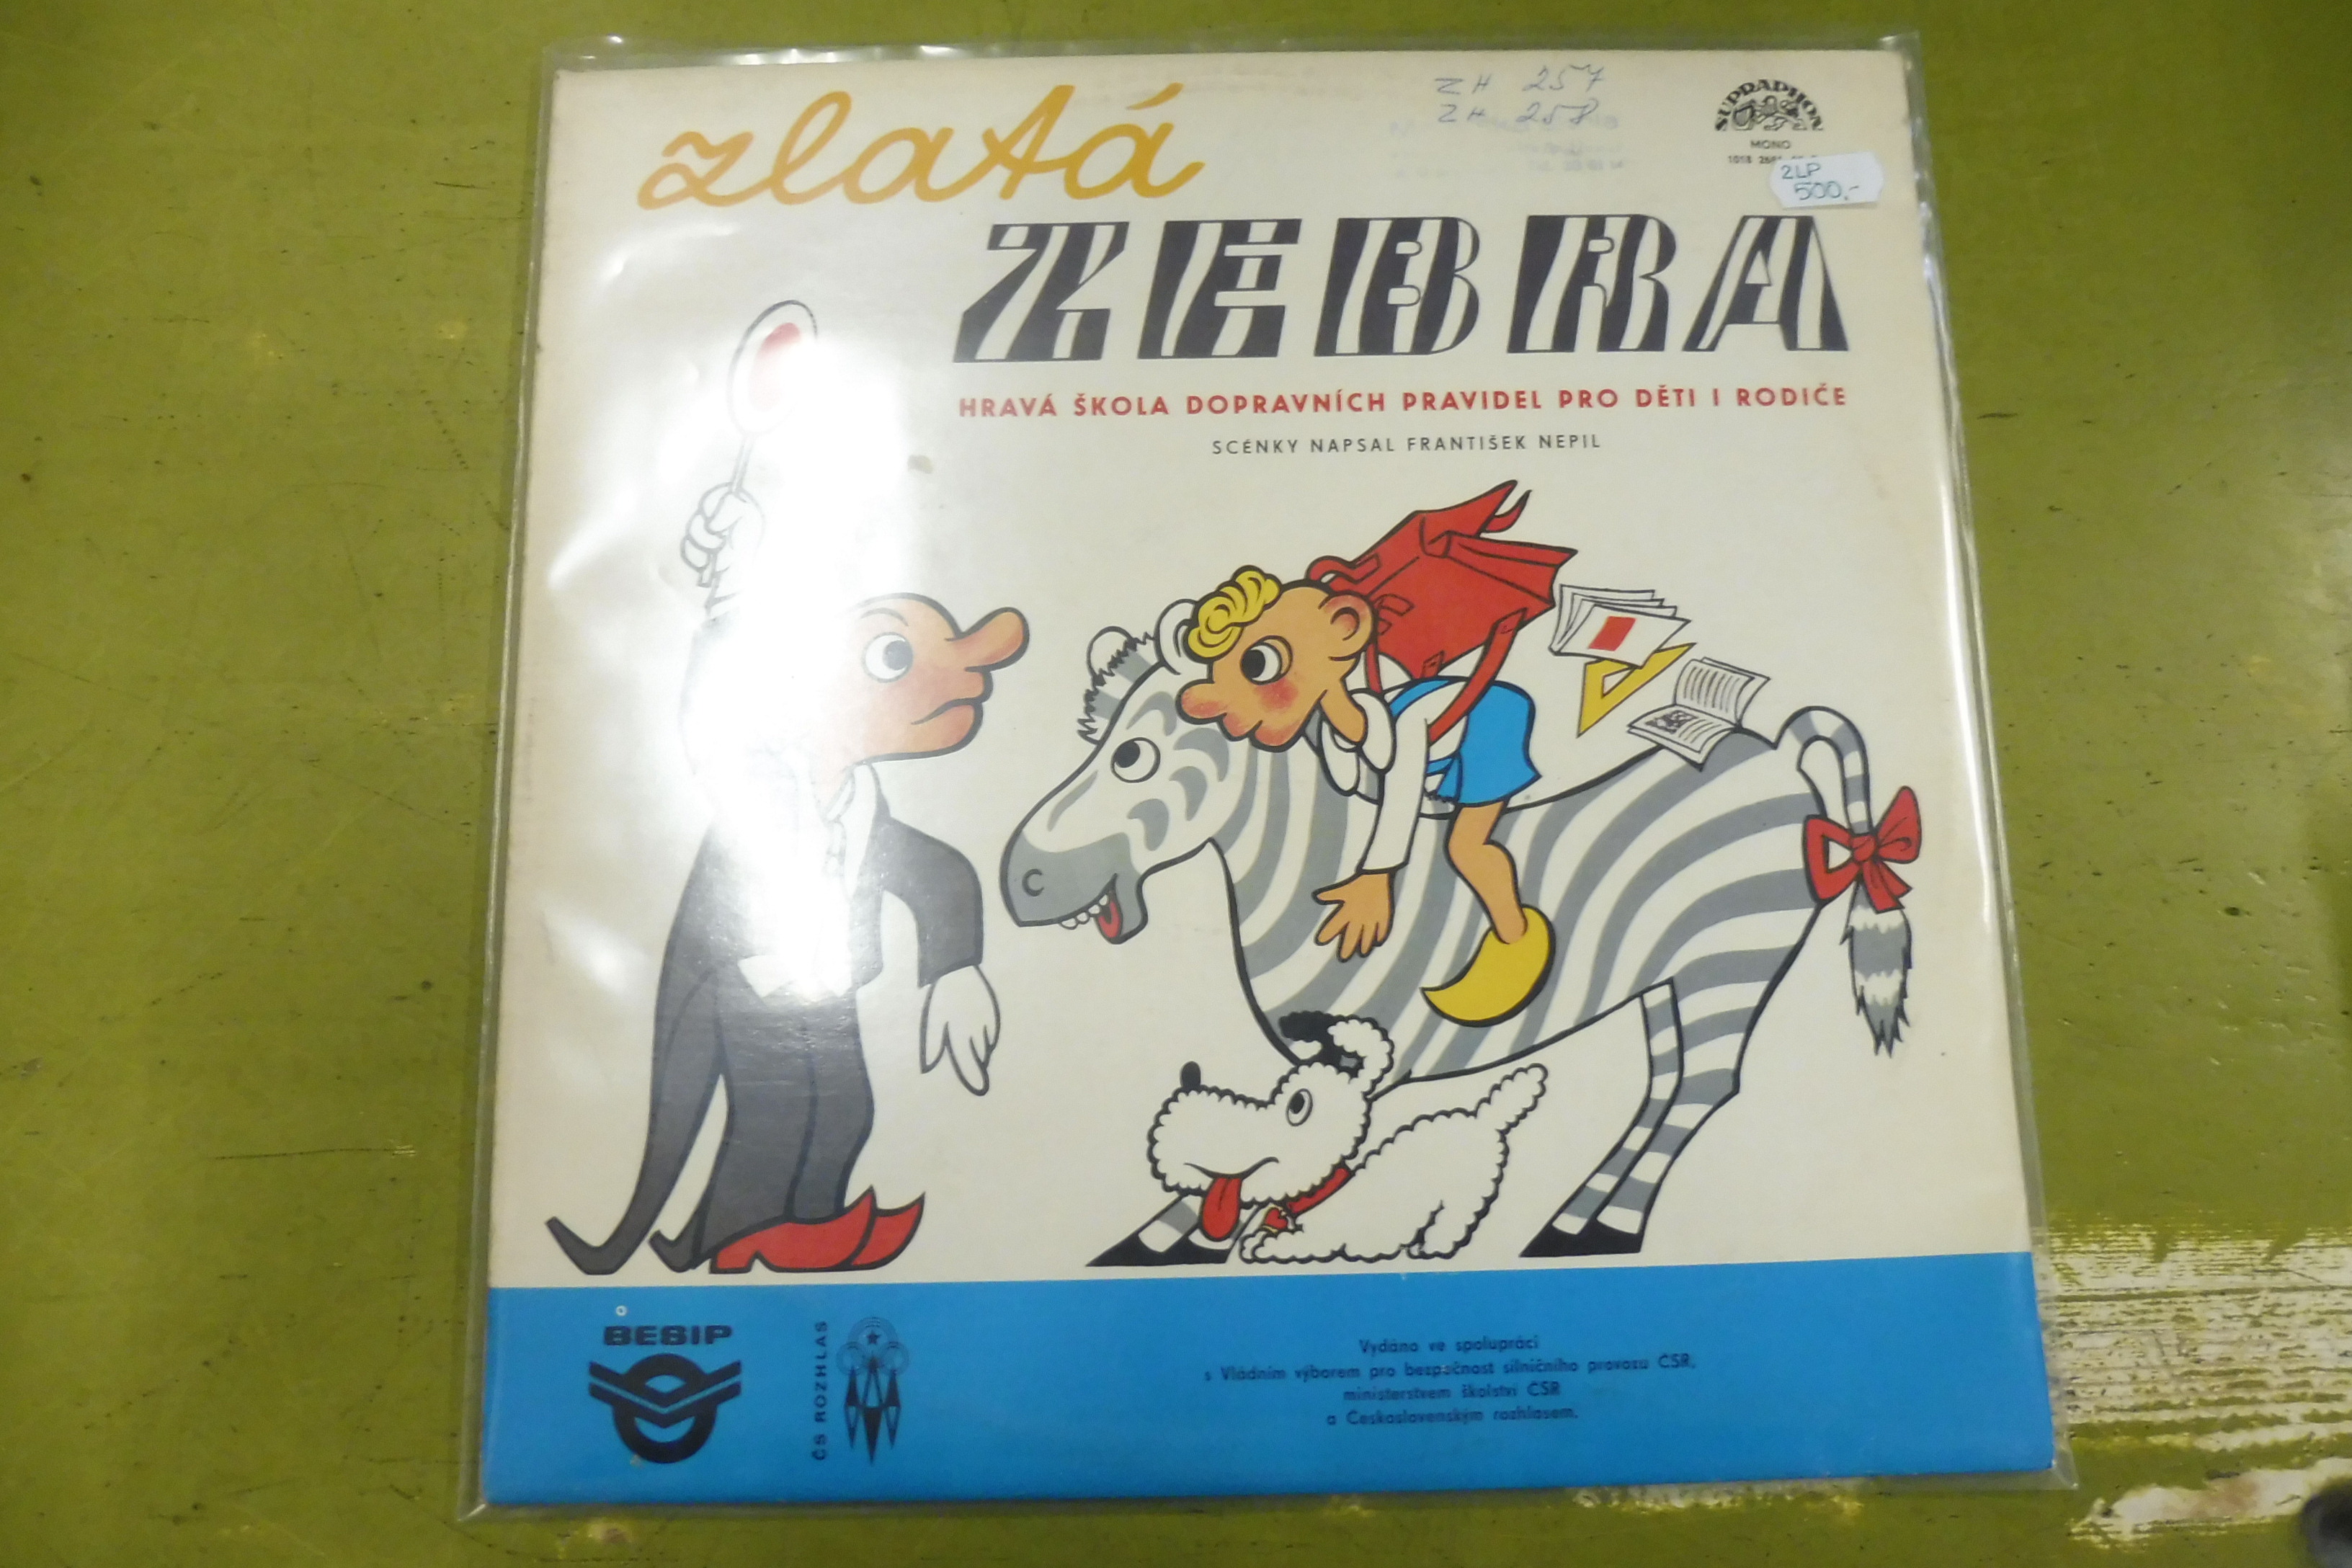 zlatá
ZH 257
ZH 258
SUPRAPHON
MONO
1018
2LP
500,-
ZEBRA
HRAVÁ ŠKOLA DOPRAVNÍCH PRAVIDEL PRO DĚTI I RODIČE
SCÉNKY NAPSAL FRANTIŠEK NEPIL
BESIP
ČS ROZHLAS
Vydáno ve spolupráci
s Vládním výborem pro bezpečnost silničního provozu ČSR,
ministerstvem školství ČSR
a Československým rozhlasem.